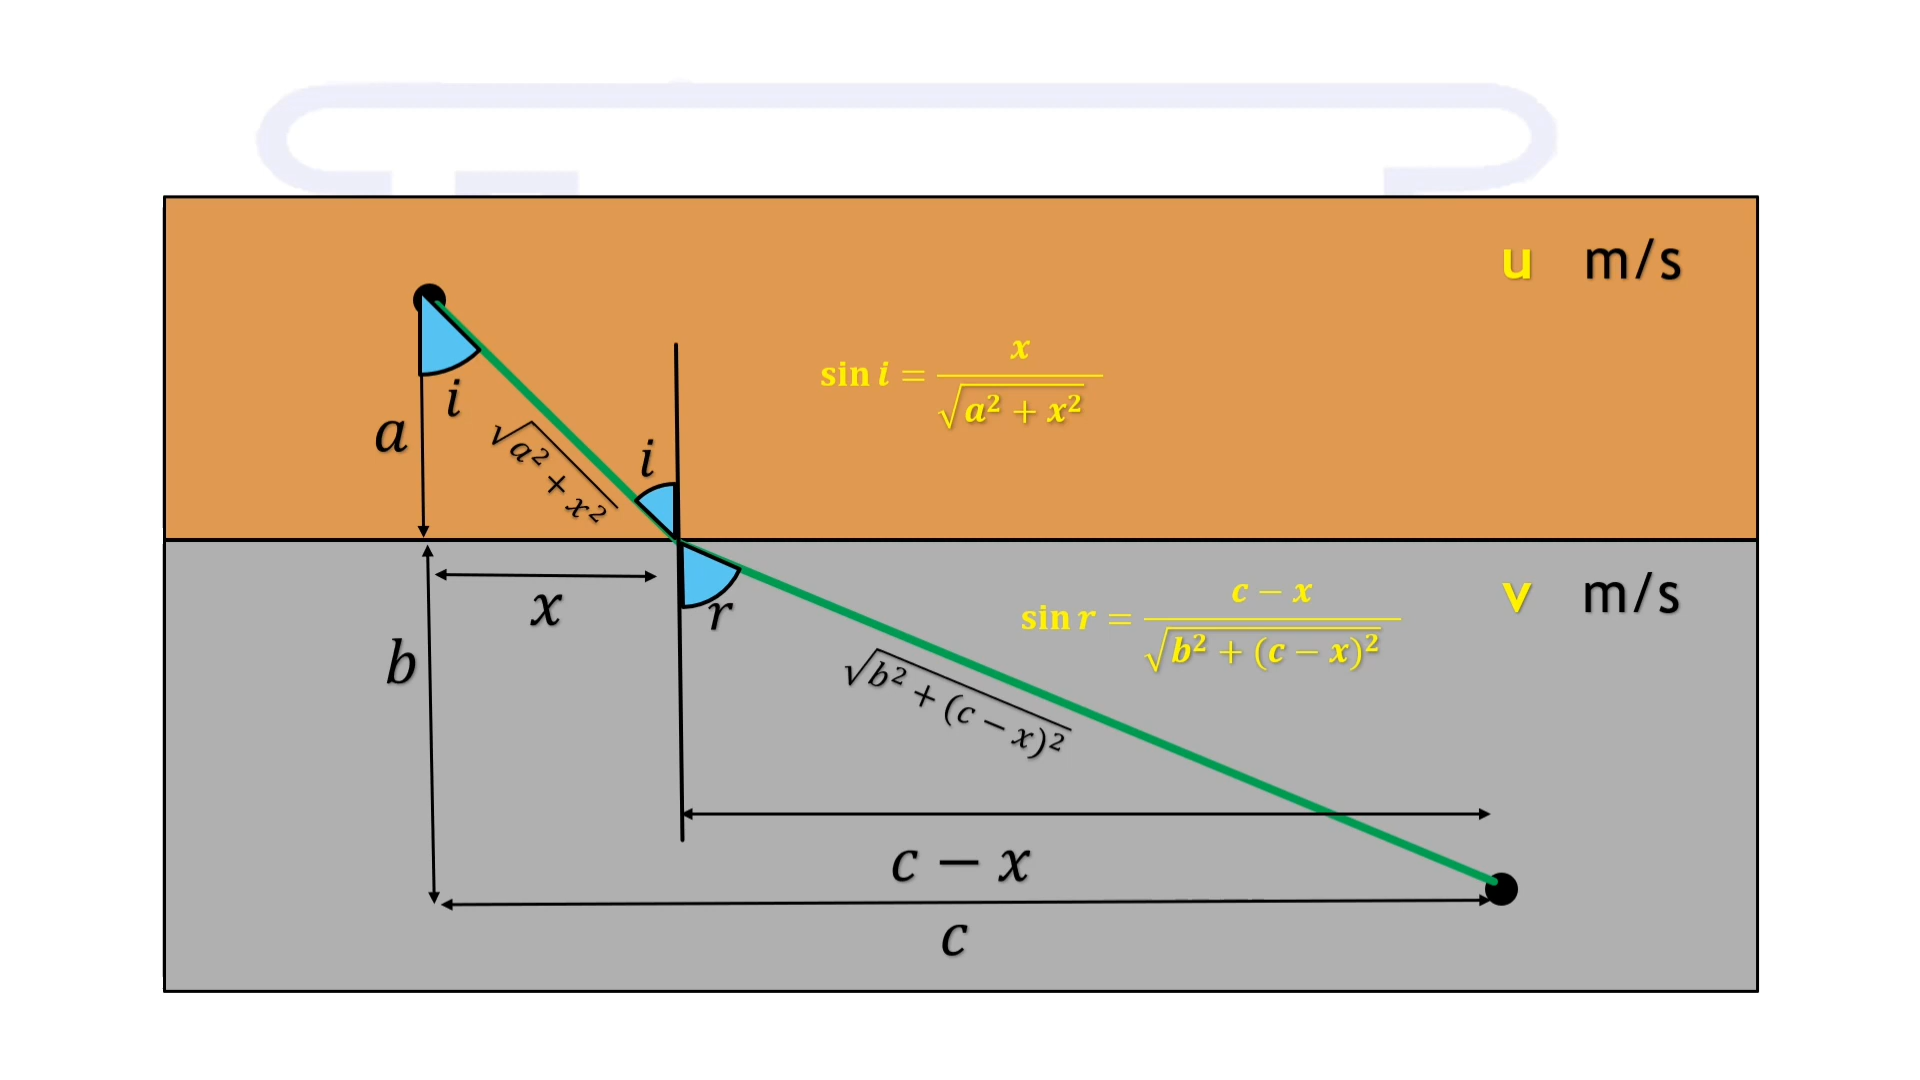 u m/s
sin i = x / √(a² + x²)
i
a
√(a² + x²)
i
x
r
v m/s
sin r = (c − x) / √(b² + (c − x)²)
b
√(b² + (c − x)²)
c − x
c